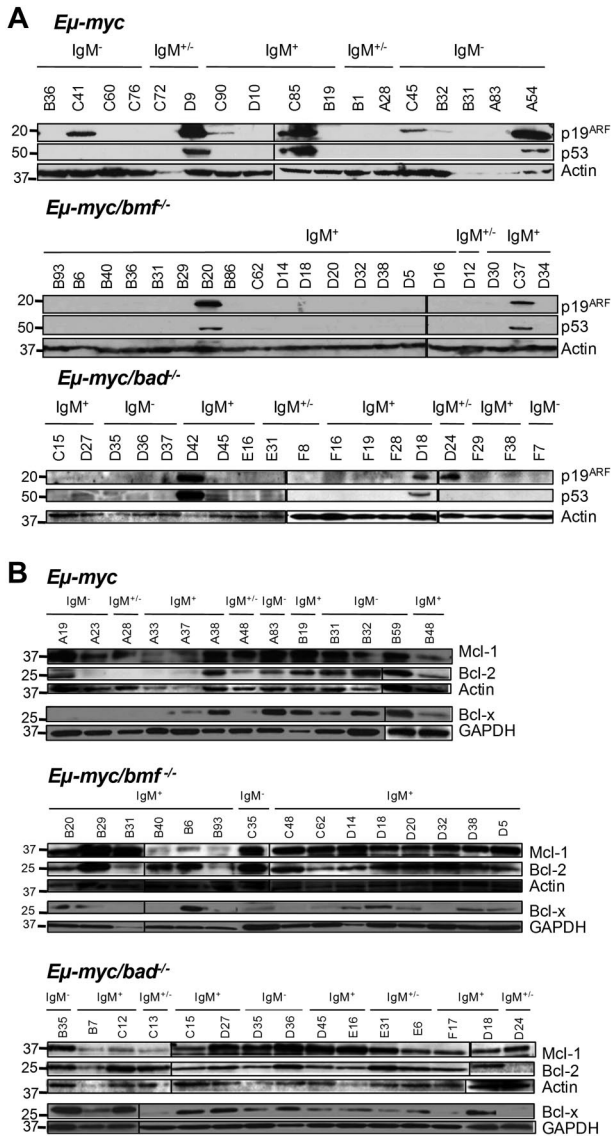 A
Eμ-myc
IgM⁻ IgM⁺/⁻ IgM⁺ IgM⁺/⁻ IgM⁻
B36 C41 C60 C76 C72 D9 C90 D10 C85 B19 B1 A28 C45 B32 B31 A83 A54
20 p19ᴬᴿᶠ
50 p53
37 Actin
Eμ-myc/bmf⁻/⁻
IgM⁺ IgM⁺/⁻ IgM⁺
B93 B6 B40 B36 B31 B29 B20 B86 C62 D14 D18 D20 D32 D38 D5 D16 D12 D30 C37 D34
20 p19ᴬᴿᶠ
50 p53
37 Actin
Eμ-myc/bad⁻/⁻
IgM⁺ IgM⁻ IgM⁺ IgM⁺/⁻ IgM⁺ IgM⁺/⁻ IgM⁺ IgM⁻
C15 D27 D35 D36 D37 D42 D45 E16 E31 F8 F16 F19 F28 D18 D24 F29 F38 F7
20 p19ᴬᴿᶠ
50 p53
37 Actin
B
Eμ-myc
IgM⁻ IgM⁺/⁻ IgM⁺ IgM⁺/⁻ IgM⁻ IgM⁺ IgM⁻ IgM⁺
A19 A23 A28 A33 A37 A38 A48 A83 B19 B31 B32 B59 B48
37 Mcl-1
25 Bcl-2
37 Actin
25 Bcl-x
37 GAPDH
Eμ-myc/bmf⁻/⁻
IgM⁺ IgM⁻ IgM⁺
B20 B29 B31 B40 B6 B93 C35 C48 C62 D14 D18 D20 D32 D38 D5
37 Mcl-1
25 Bcl-2
37 Actin
25 Bcl-x
37 GAPDH
Eμ-myc/bad⁻/⁻
IgM⁻ IgM⁺ IgM⁺/⁻ IgM⁺ IgM⁻ IgM⁺ IgM⁺/⁻ IgM⁺ IgM⁺/⁻
B35 B7 C12 C13 C15 D27 D35 D36 D45 E16 E31 E6 F17 D18 D24
37 Mcl-1
25 Bcl-2
37 Actin
25 Bcl-x
37 GAPDH